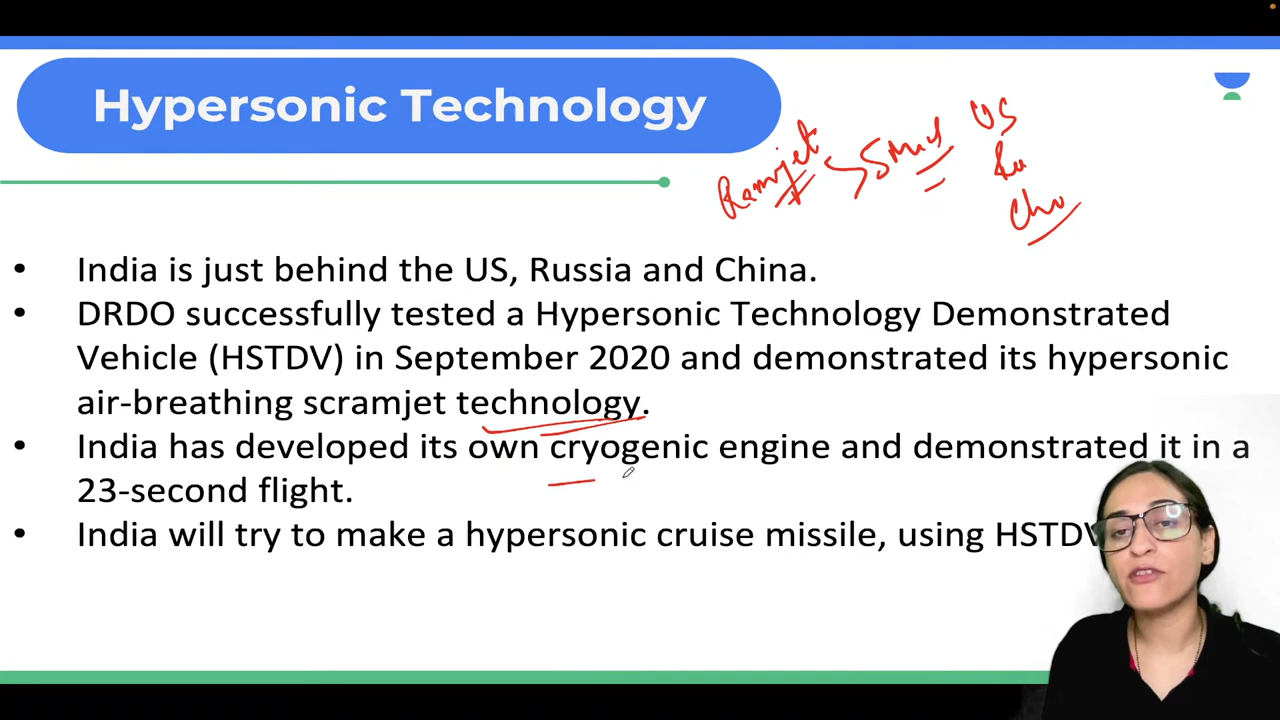 Hypersonic Technology
Ramjet 5 Mach US
Ru
• India is just behind the US, Russia and China.
• DRDO successfully tested a Hypersonic Technology Demonstrated
Vehicle (HSTDV) in September 2020 and demonstrated its hypersonic
air-breathing scramjet technology.
• India has developed its own cryogenic engine and demonstrated it in a
23-second flight.
• India will try to make a hypersonic cruise missile, using HSTDV